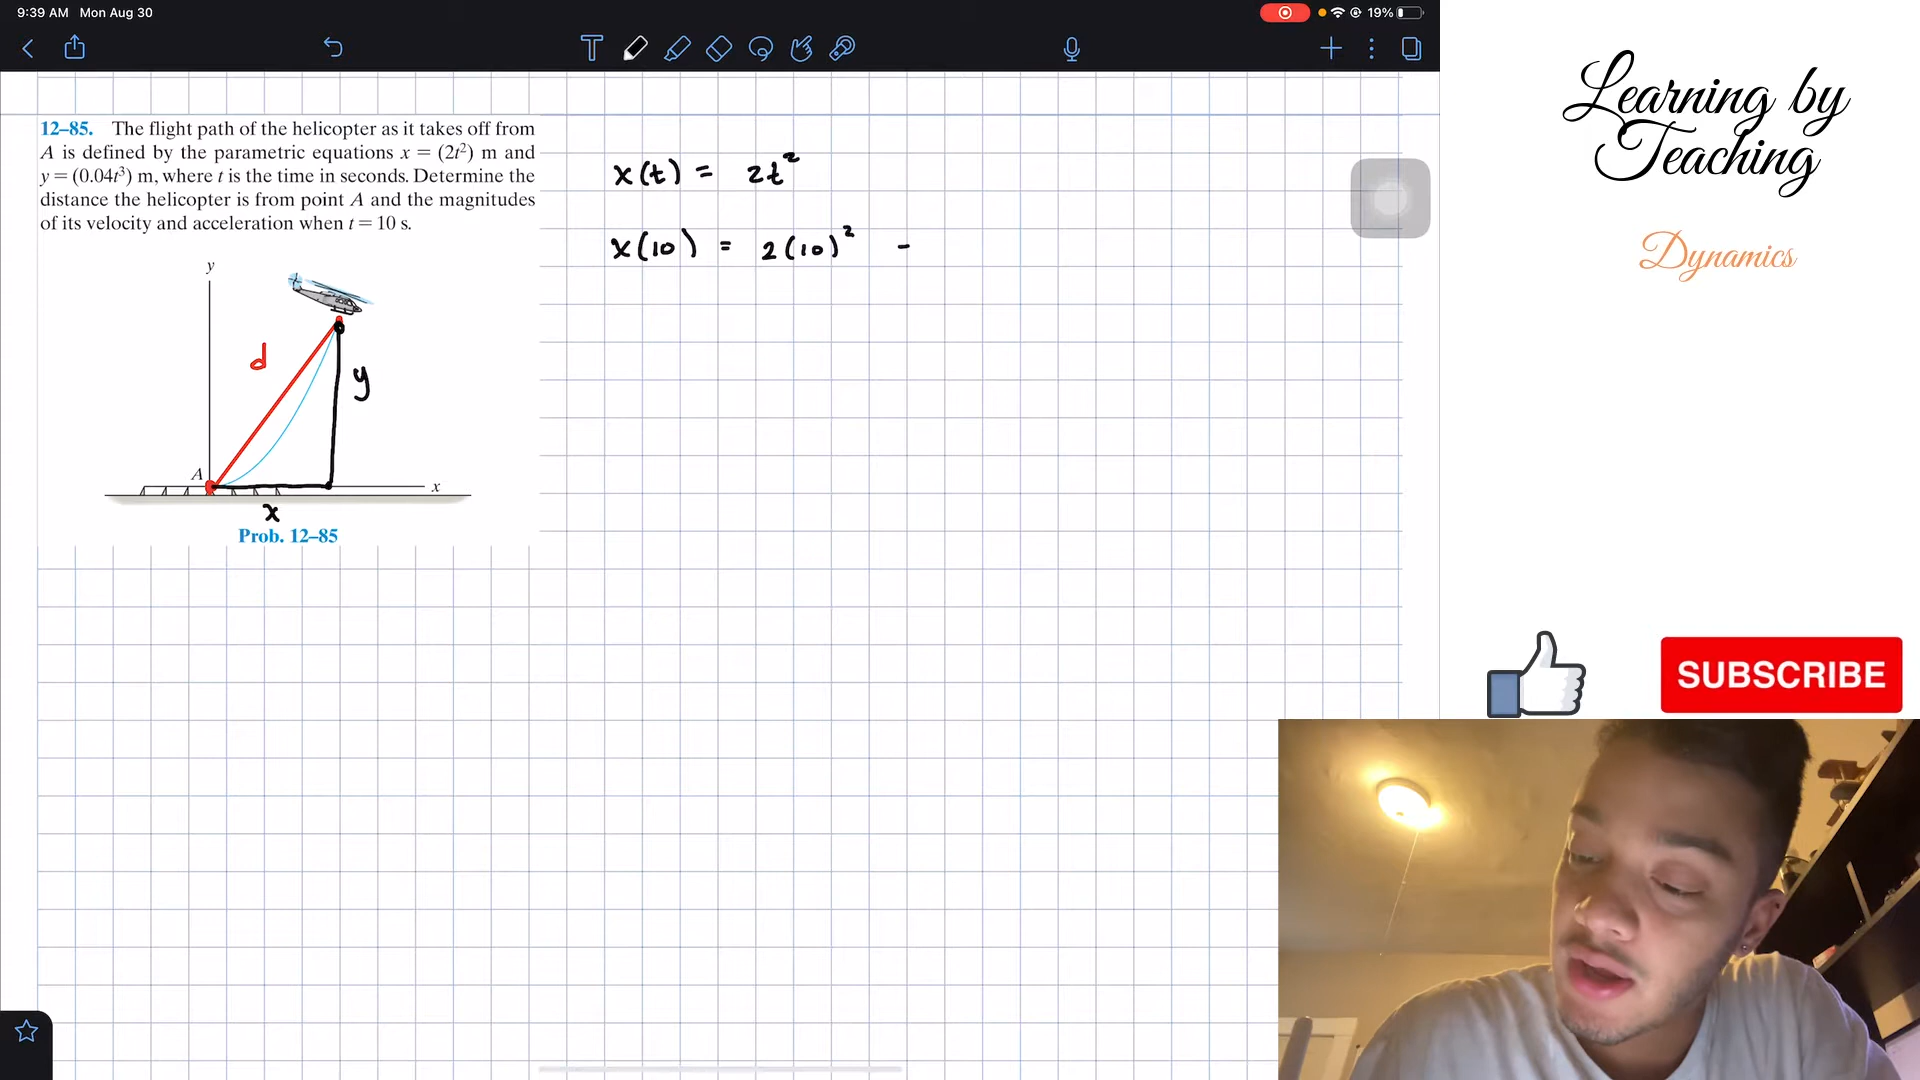 9:39 AM Mon Aug 30
19%
12–85. The flight path of the helicopter as it takes off from
A is defined by the parametric equations x = (2t²) m and
y = (0.04t³) m, where t is the time in seconds. Determine the
distance the helicopter is from point A and the magnitudes
of its velocity and acceleration when t = 10 s.
y
d
y
A
x
x
Prob. 12–85
x(t) = 2t²
x(10) = 2(10)² -
Learning by
Teaching
Dynamics
SUBSCRIBE